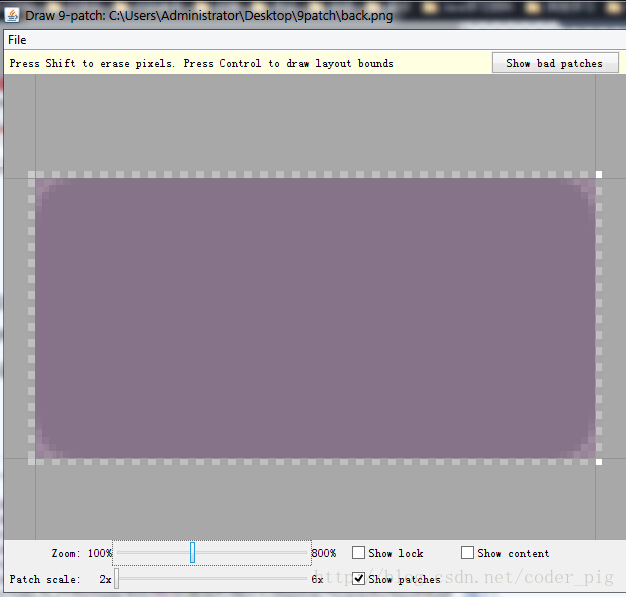 Draw 9-patch: C:\Users\Administrator\Desktop\9patch\back.png
File
Press Shift to erase pixels. Press Control to draw layout bounds
Show bad patches
Zoom: 100% 800% Show lock Show content
Patch scale: 2x 6x Show patches
http://blog.csdn.net/coder_pig